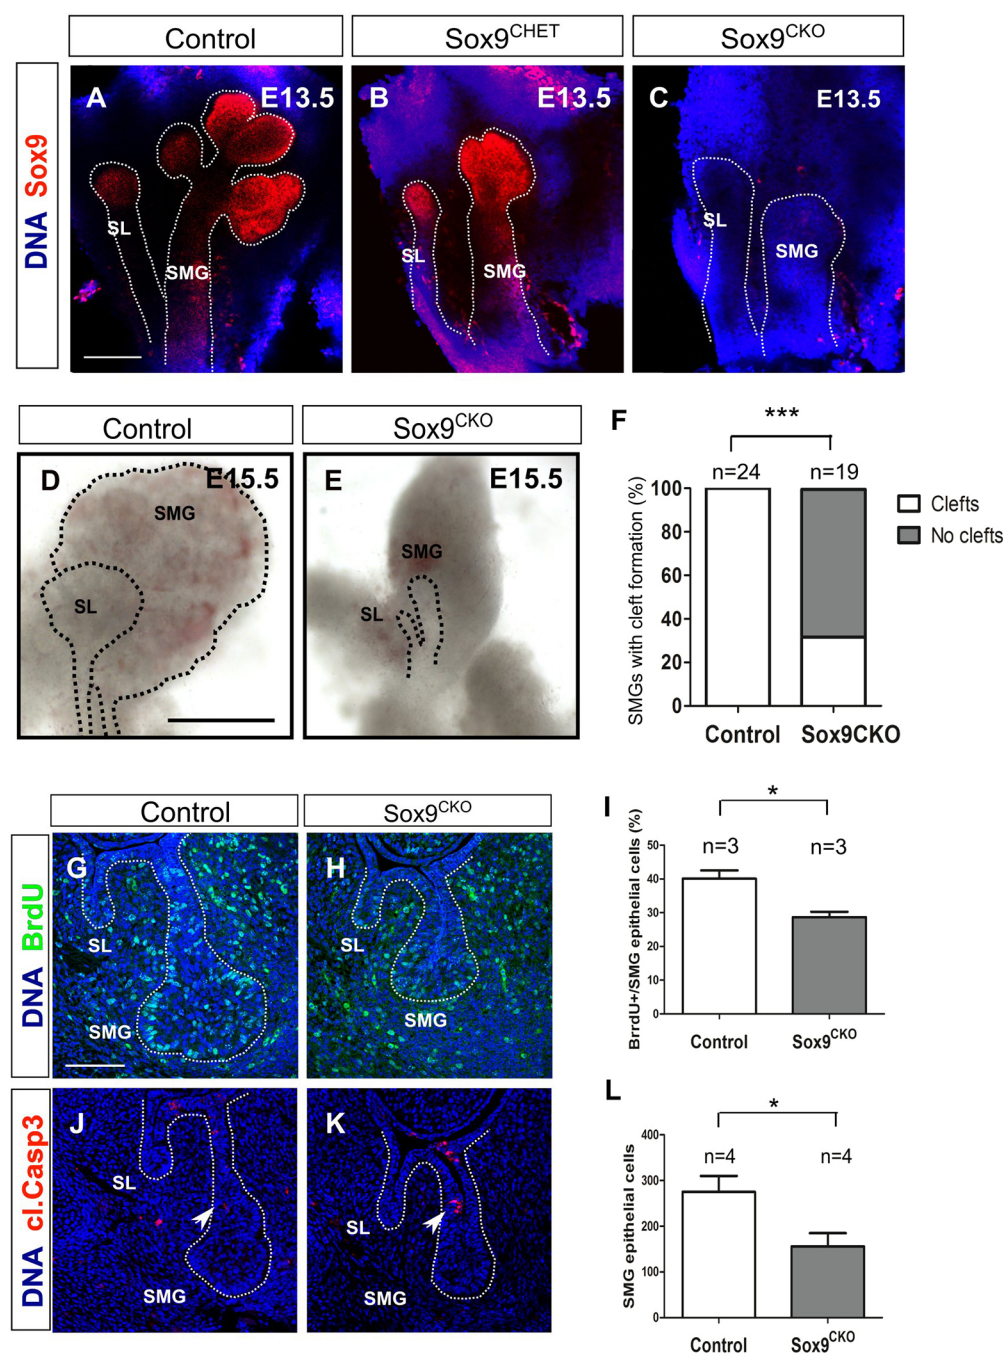 Control
Sox9CHET
Sox9CKO
DNA Sox9
A
E13.5
SL
SMG
B
E13.5
SL
SMG
C
E13.5
SL
SMG
Control
Sox9CKO
D
E15.5
SMG
SL
E
E15.5
SMG
SL
F
***
n=24
n=19
SMGs with cleft formation (%)
100
80
60
40
20
0
Control
Sox9CKO
Clefts
No clefts
Control
Sox9CKO
DNA BrdU
G
SL
SMG
H
SL
SMG
I
*
n=3
n=3
BrrdU+/SMG epithelial cells (%)
50
40
30
20
10
0
Control
Sox9CKO
DNA cl.Casp3
J
SL
SMG
K
SL
SMG
L
*
n=4
n=4
SMG epithelial cells
400
300
200
100
0
Control
Sox9CKO